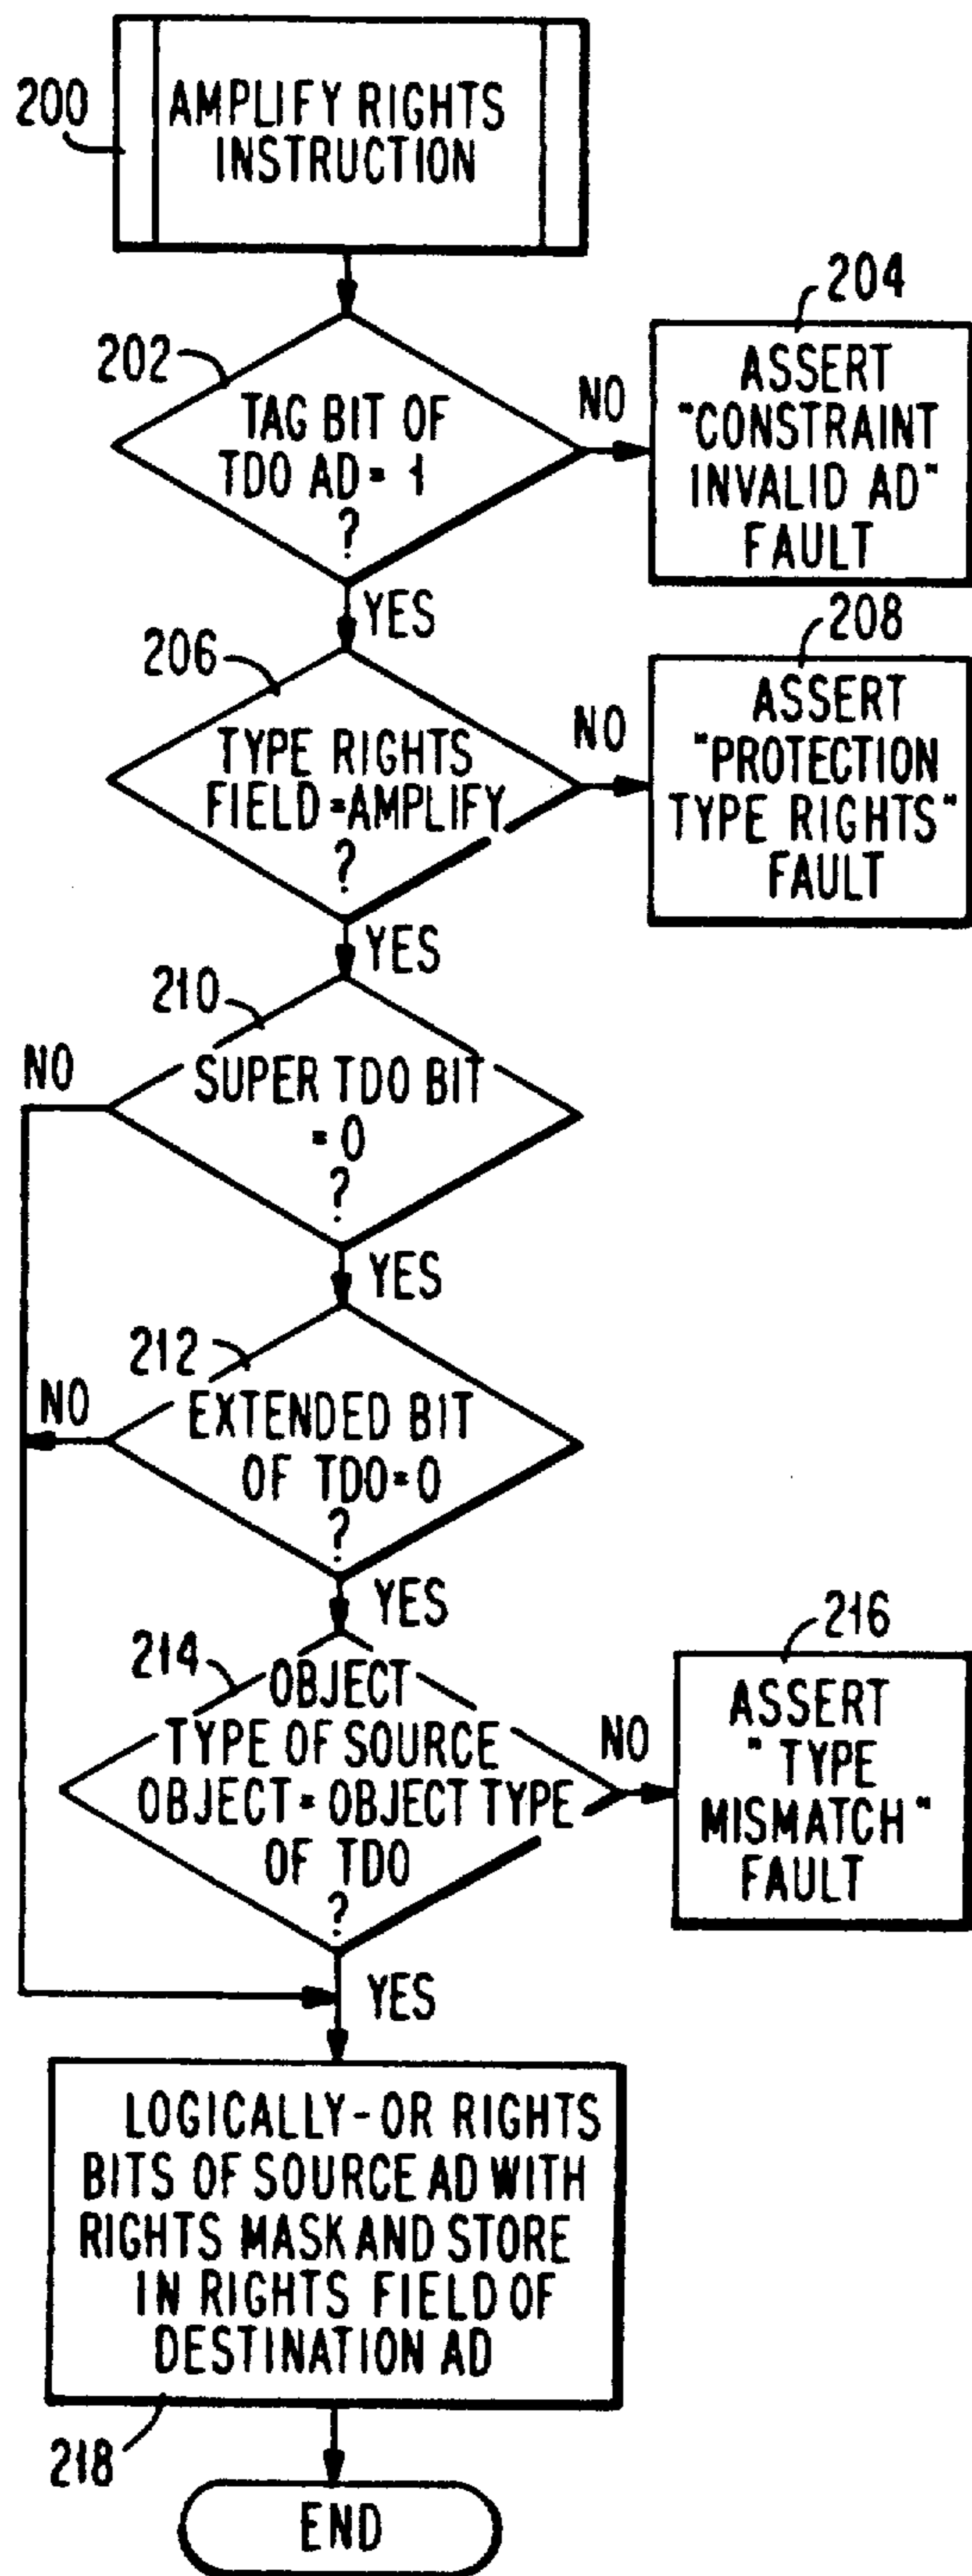 200
AMPLIFY RIGHTS
INSTRUCTION
202
TAG BIT OF
TDO AD = 1
?
NO
204
ASSERT
"CONSTRAINT
INVALID AD"
FAULT
YES
206
TYPE RIGHTS
FIELD = AMPLIFY
?
NO
208
ASSERT
"PROTECTION
TYPE RIGHTS"
FAULT
YES
210
SUPER TDO BIT
= 0
?
NO
YES
212
EXTENDED BIT
OF TDO = 0
?
NO
YES
214
OBJECT
TYPE OF SOURCE
OBJECT = OBJECT TYPE
OF TDO
?
NO
216
ASSERT
"TYPE
MISMATCH"
FAULT
YES
LOGICALLY-OR RIGHTS
BITS OF SOURCE AD WITH
RIGHTS MASK AND STORE
IN RIGHTS FIELD OF
DESTINATION AD
218
END